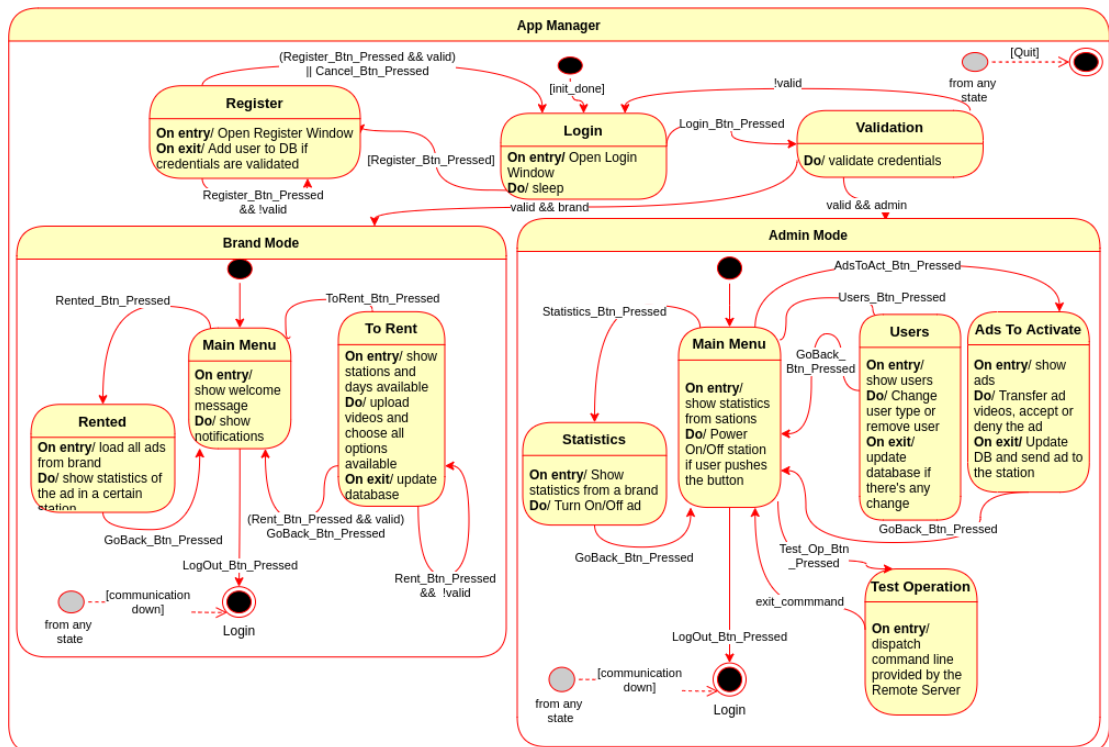 App Manager
(Register_Btn_Pressed && valid)
|| Cancel_Btn_Pressed
[init_done]
[Quit]
from any
state
!valid
Register
On entry/ Open Register Window
On exit/ Add user to DB if
credentials are validated
[Register_Btn_Pressed]
Register_Btn_Pressed
&& !valid
Login
On entry/ Open Login
Window
Do/ sleep
Login_Btn_Pressed
Validation
Do/ validate credentials
valid && brand
valid && admin
Brand Mode
Rented_Btn_Pressed
ToRent_Btn_Pressed
Main Menu
On entry/
show welcome
message
Do/ show
notifications
To Rent
On entry/ show
stations and
days available
Do/ upload
videos and
choose all
options
available
On exit/ update
database
Rented
On entry/ load all ads
from brand
Do/ show statistics of
the ad in a certain
station
GoBack_Btn_Pressed
(Rent_Btn_Pressed && valid)
GoBack_Btn_Pressed
LogOut_Btn_Pressed
Rent_Btn_Pressed
&& !valid
[communication
down]
from any
state
Login
Admin Mode
AdsToAct_Btn_Pressed
Users_Btn_Pressed
Statistics_Btn_Pressed
GoBack_
Btn_Pressed
Main Menu
On entry/
show statistics
from sations
Do/ Power
On/Off station
if user pushes
the button
Users
On entry/
show users
Do/ Change
user type or
remove user
On exit/
update
database if
there's any
change
Ads To Activate
On entry/ show
ads
Do/ Transfer ad
videos, accept or
deny the ad
On exit/ Update
DB and send ad to
the station
Statistics
On entry/ Show
statistics from a brand
Do/ Turn On/Off ad
GoBack_Btn_Pressed
GoBack_Btn_Pressed
Test_Op_Btn
_Pressed
exit_commmand
Test Operation
On entry/
dispatch
command line
provided by the
Remote Server
LogOut_Btn_Pressed
[communication
down]
from any
state
Login